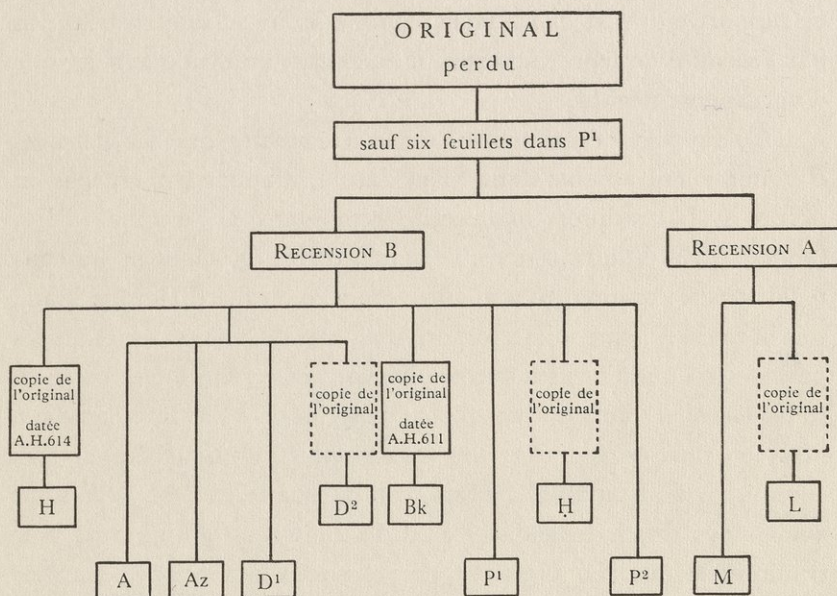 ORIGINAL
perdu
sauf six feuillets dans P¹
RECENSION B
RECENSION A
copie de
l'original
datée
A.H.614
copie de
l'original
copie de
l'original
datée
A.H.611
copie de
l'original
copie de
l'original
H
D²
Bk
Ḥ
L
A
Az
D¹
P¹
P²
M